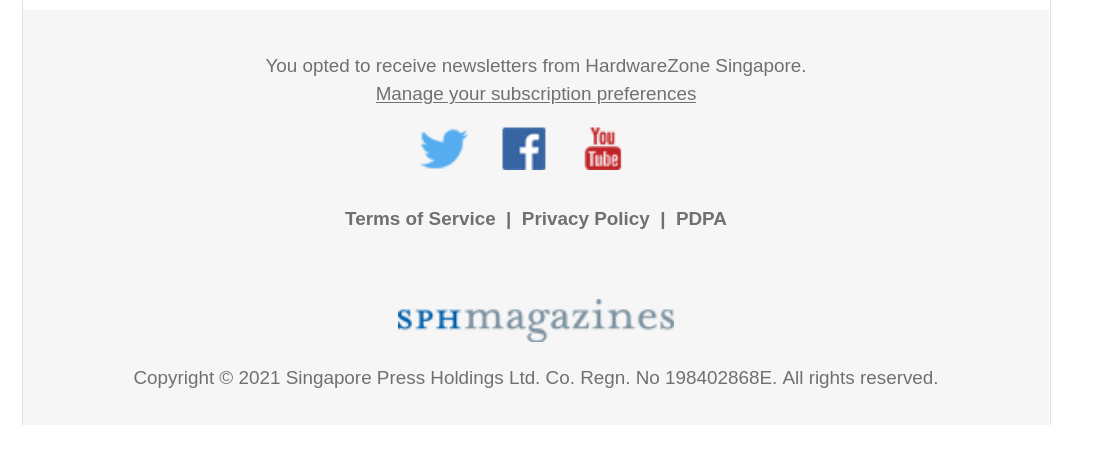 You opted to receive newsletters from HardwareZone Singapore.
Manage your subscription preferences
You
Tube
Terms of Service | Privacy Policy | PDPA
SPHmagazines
Copyright © 2021 Singapore Press Holdings Ltd. Co. Regn. No 198402868E. All rights reserved.